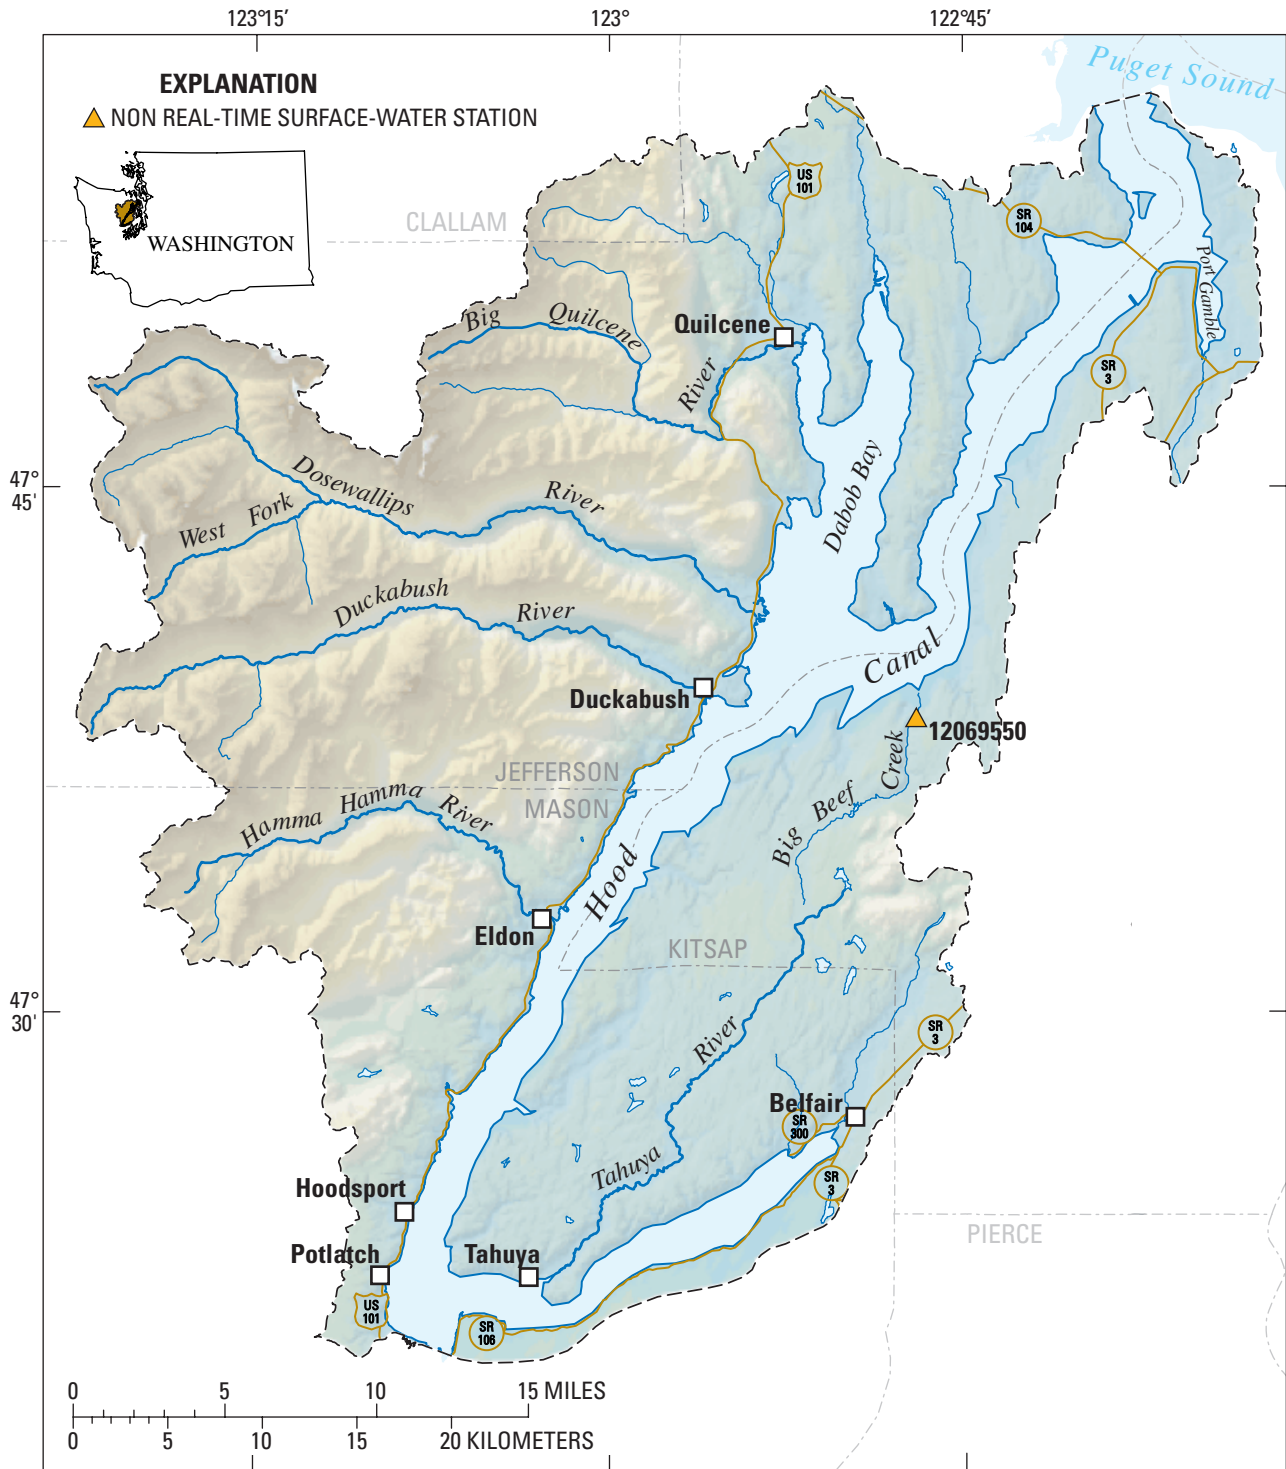 123°15'
123°
122°45'
Puget Sound
EXPLANATION
NON REAL-TIME SURFACE-WATER STATION
WASHINGTON
CLALLAM
US
101
SR
104
Port Gamble
Big Quilcene
River
Quilcene
SR
3
47°
45'
Dabob Bay
Dosewallips
River
West Fork
Duckabush
River
Canal
Duckabush
12069550
JEFFERSON
MASON
Big Beef Creek
Hamma Hamma River
Hood
Eldon
KITSAP
47°
30'
River
SR
3
Belfair
SR
300
Tahuya
SR
3
Hoodsport
PIERCE
Potlatch
Tahuya
US
101
SR
106
0 5 10 15 MILES
0 5 10 15 20 KILOMETERS